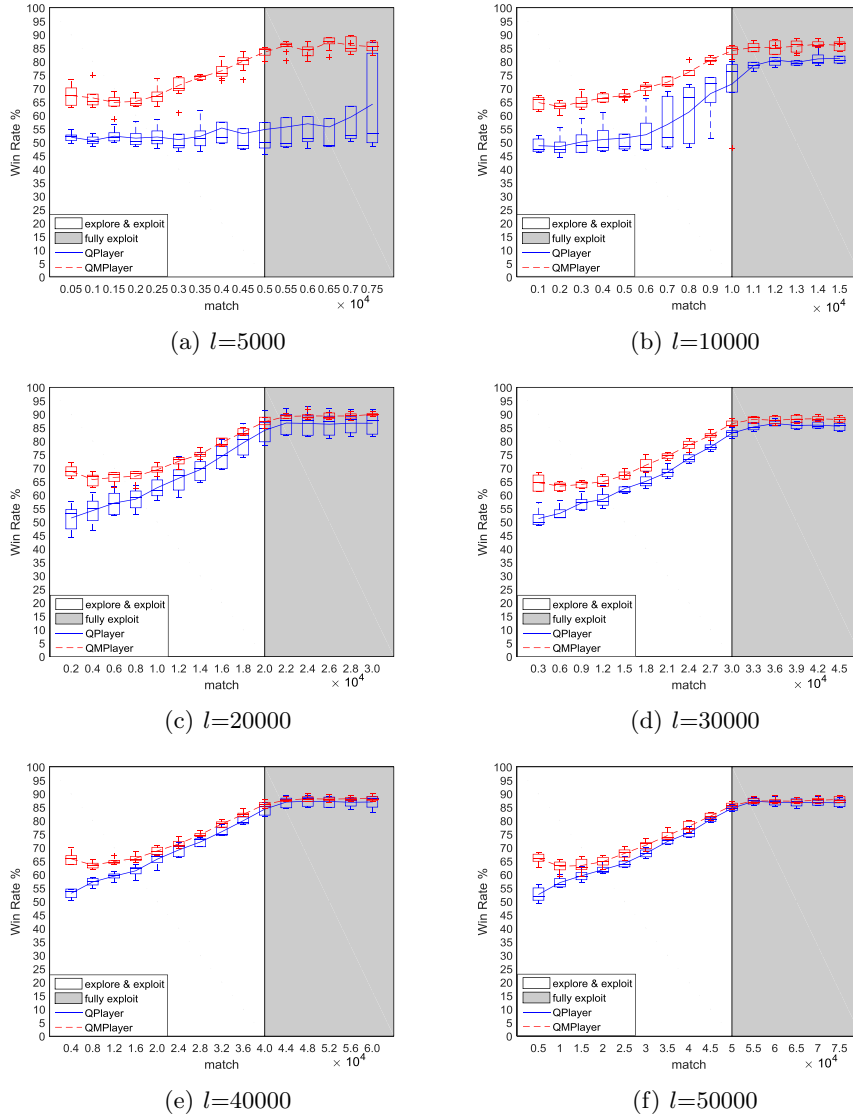 100
95
90
85
80
75
70
65
60
55
50
45
40
35
30
25
20
15
10
5
0
Win Rate %
explore & exploit
fully exploit
QPlayer
QMPlayer
0.05 0.1 0.15 0.2 0.25 0.3 0.35 0.4 0.45 0.5 0.55 0.6 0.65 0.7 0.75
match
× 10^4
(a) l=5000
100
95
90
85
80
75
70
65
60
55
50
45
40
35
30
25
20
15
10
5
0
Win Rate %
explore & exploit
fully exploit
QPlayer
QMPlayer
0.1 0.2 0.3 0.4 0.5 0.6 0.7 0.8 0.9 1.0 1.1 1.2 1.3 1.4 1.5
match
× 10^4
(b) l=10000
100
95
90
85
80
75
70
65
60
55
50
45
40
35
30
25
20
15
10
5
0
Win Rate %
explore & exploit
fully exploit
QPlayer
QMPlayer
0.2 0.4 0.6 0.8 1.0 1.2 1.4 1.6 1.8 2.0 2.2 2.4 2.6 2.8 3.0
match
× 10^4
(c) l=20000
100
95
90
85
80
75
70
65
60
55
50
45
40
35
30
25
20
15
10
5
0
Win Rate %
explore & exploit
fully exploit
QPlayer
QMPlayer
0.3 0.6 0.9 1.2 1.5 1.8 2.1 2.4 2.7 3.0 3.3 3.6 3.9 4.2 4.5
match
× 10^4
(d) l=30000
100
95
90
85
80
75
70
65
60
55
50
45
40
35
30
25
20
15
10
5
0
Win Rate %
explore & exploit
fully exploit
QPlayer
QMPlayer
0.4 0.8 1.2 1.6 2.0 2.4 2.8 3.2 3.6 4.0 4.4 4.8 5.2 5.6 6.0
match
× 10^4
(e) l=40000
100
95
90
85
80
75
70
65
60
55
50
45
40
35
30
25
20
15
10
5
0
Win Rate %
explore & exploit
fully exploit
QPlayer
QMPlayer
0.5 1 1.5 2 2.5 3 3.5 4 4.5 5 5.5 6 6.5 7 7.5
match
× 10^4
(f) l=50000